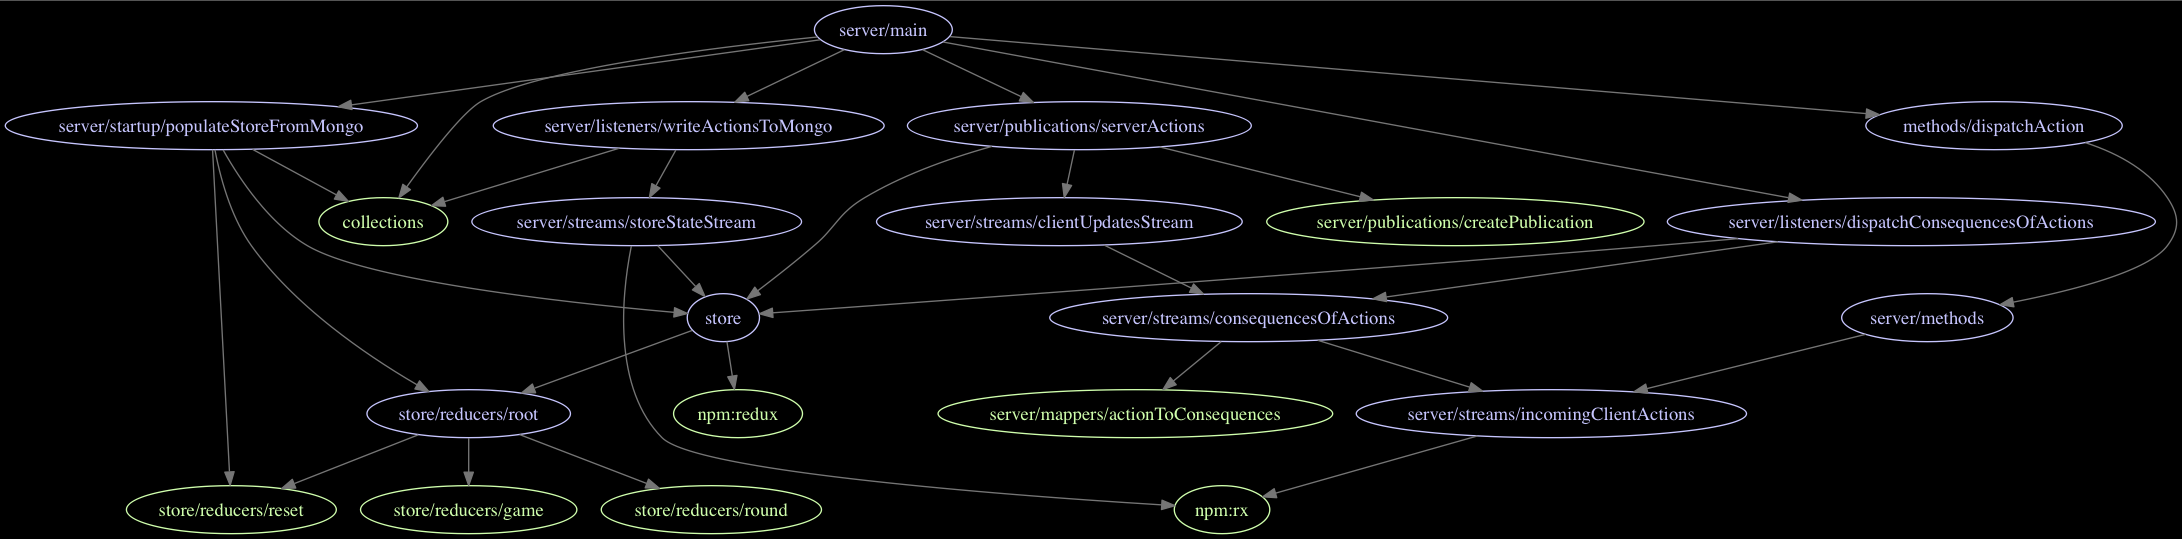 server/main
server/startup/populateStoreFromMongo
server/listeners/writeActionsToMongo
server/publications/serverActions
methods/dispatchAction
collections
server/streams/storeStateStream
server/streams/clientUpdatesStream
server/publications/createPublication
server/listeners/dispatchConsequencesOfActions
store
server/streams/consequencesOfActions
server/methods
store/reducers/root
npm:redux
server/mappers/actionToConsequences
server/streams/incomingClientActions
store/reducers/reset
store/reducers/game
store/reducers/round
npm:rx